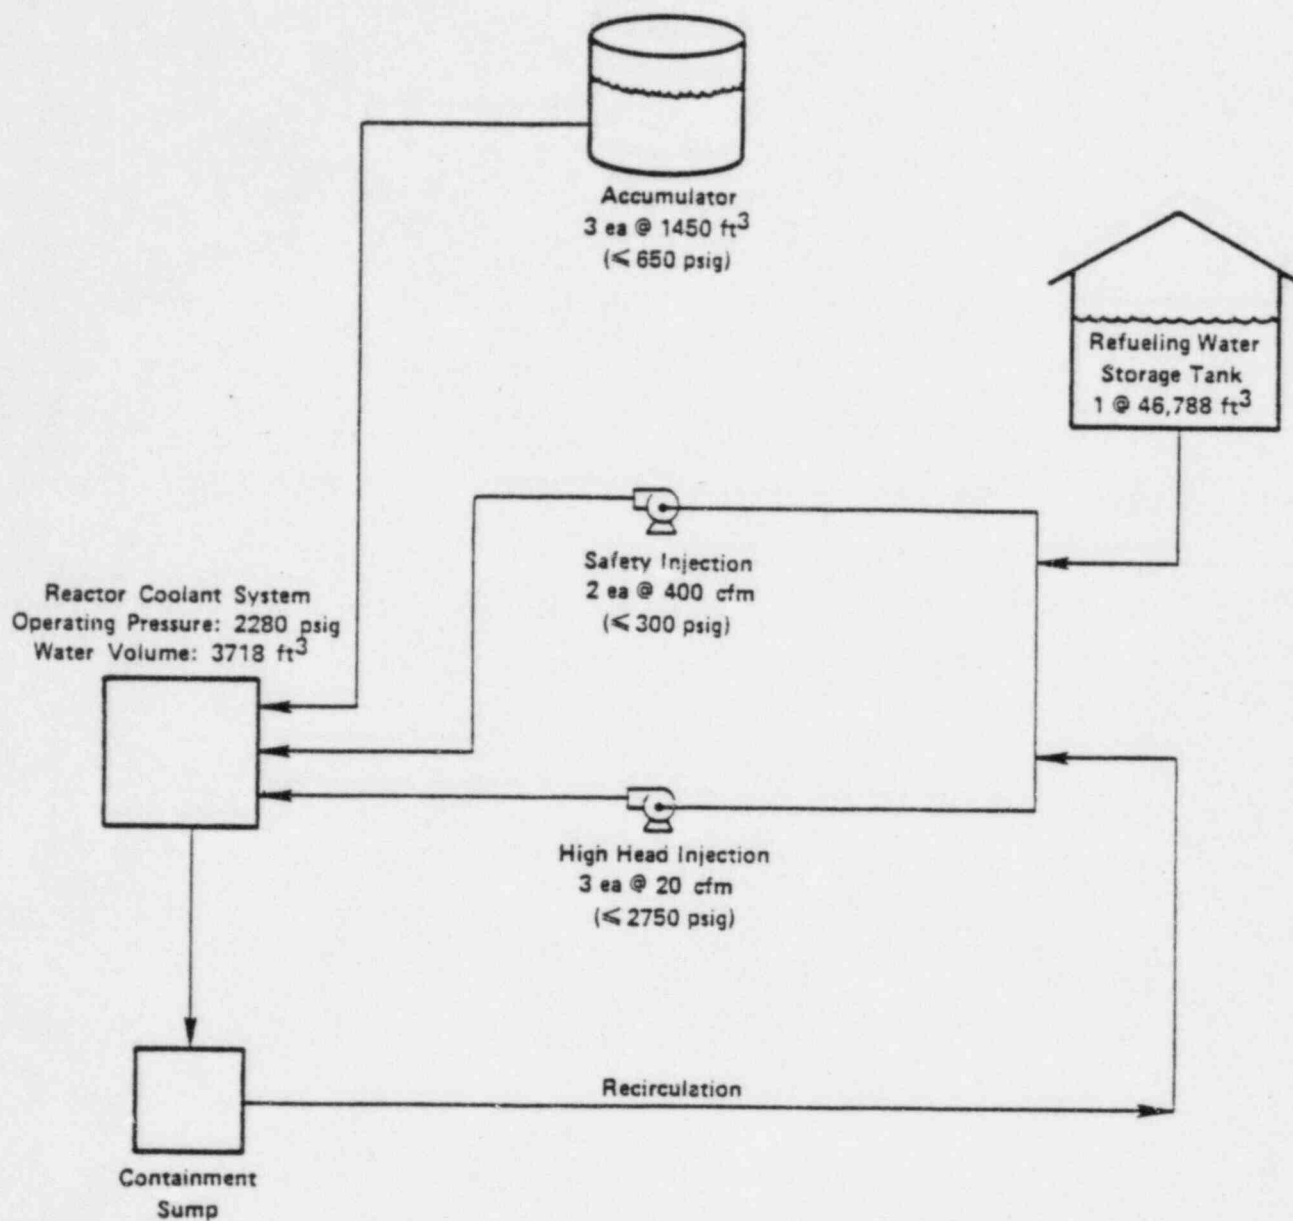 Accumulator
3 ea @ 1450 ft³
(≤ 650 psig)
Refueling Water
Storage Tank
1 @ 46,788 ft³
Safety Injection
2 ea @ 400 cfm
(≤ 300 psig)
Reactor Coolant System
Operating Pressure: 2280 psig
Water Volume: 3718 ft³
High Head Injection
3 ea @ 20 cfm
(≤ 2750 psig)
Recirculation
Containment
Sump